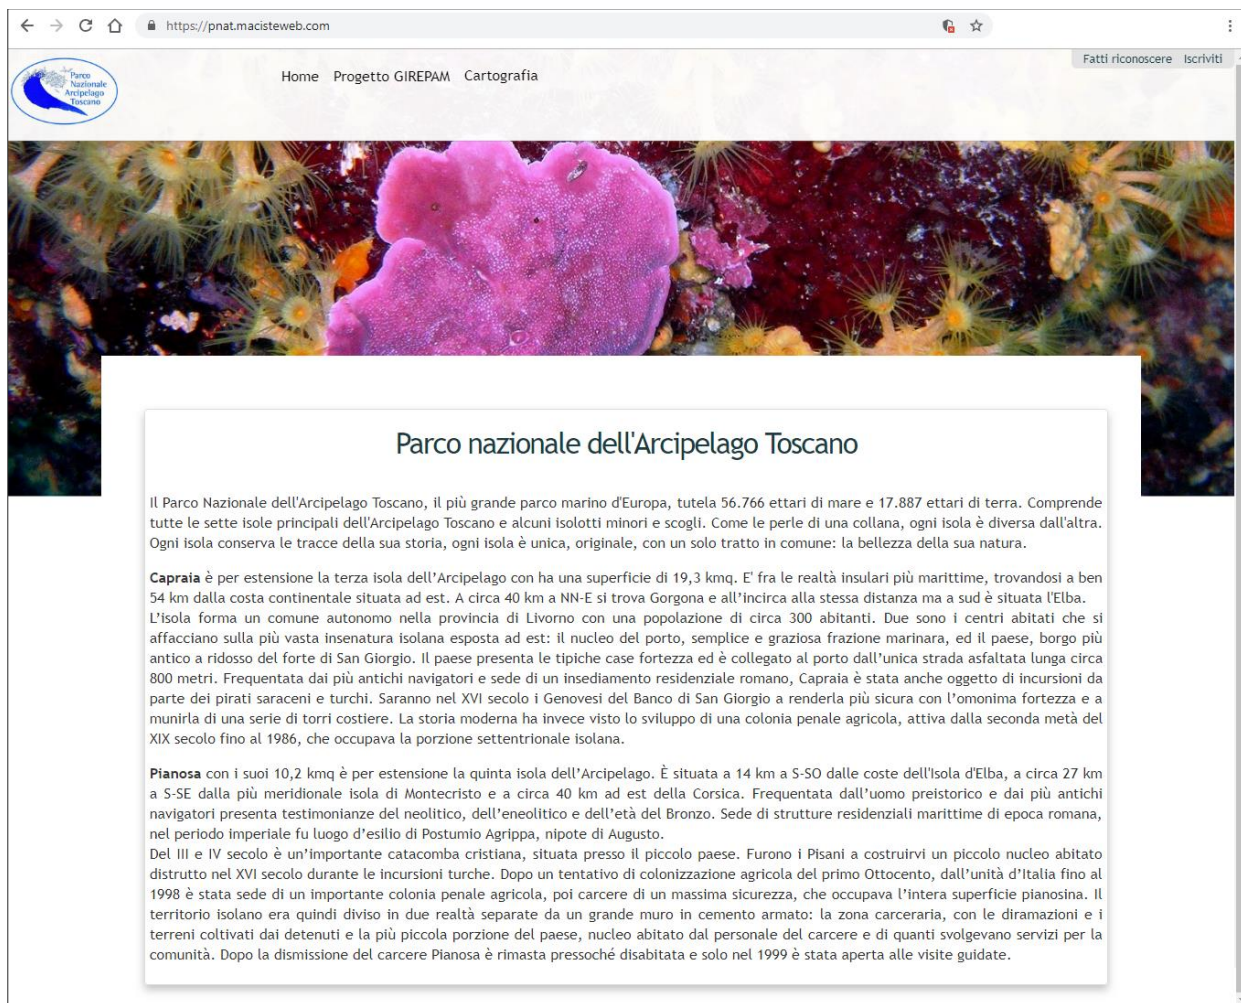 https://pnat.macisteweb.com
Fatti riconoscere Iscriviti
Parco
Nazionale
Arcipelago
Toscano
Home Progetto GIREPAM Cartografia
Parco nazionale dell'Arcipelago Toscano
Il Parco Nazionale dell'Arcipelago Toscano, il più grande parco marino d'Europa, tutela 56.766 ettari di mare e 17.887 ettari di terra. Comprende
tutte le sette isole principali dell'Arcipelago Toscano e alcuni isolotti minori e scogli. Come le perle di una collana, ogni isola è diversa dall'altra.
Ogni isola conserva le tracce della sua storia, ogni isola è unica, originale, con un solo tratto in comune: la bellezza della sua natura.
Capraia è per estensione la terza isola dell’Arcipelago con ha una superficie di 19,3 kmq. E' fra le realtà insulari più marittime, trovandosi a ben
54 km dalla costa continentale situata ad est. A circa 40 km a NN-E si trova Gorgona e all’incirca alla stessa distanza ma a sud è situata l'Elba.
L’isola forma un comune autonomo nella provincia di Livorno con una popolazione di circa 300 abitanti. Due sono i centri abitati che si
affacciano sulla più vasta insenatura isolana esposta ad est: il nucleo del porto, semplice e graziosa frazione marinara, ed il paese, borgo più
antico a ridosso del forte di San Giorgio. Il paese presenta le tipiche case fortezza ed è collegato al porto dall’unica strada asfaltata lunga circa
800 metri. Frequentata dai più antichi navigatori e sede di un insediamento residenziale romano, Capraia è stata anche oggetto di incursioni da
parte dei pirati saraceni e turchi. Saranno nel XVI secolo i Genovesi del Banco di San Giorgio a renderla più sicura con l’omonima fortezza e a
munirla di una serie di torri costiere. La storia moderna ha invece visto lo sviluppo di una colonia penale agricola, attiva dalla seconda metà del
XIX secolo fino al 1986, che occupava la porzione settentrionale isolana.
Pianosa con i suoi 10,2 kmq è per estensione la quinta isola dell’Arcipelago. È situata a 14 km a S-SO dalle coste dell'Isola d'Elba, a circa 27 km
a S-SE dalla più meridionale isola di Montecristo e a circa 40 km ad est della Corsica. Frequentata dall’uomo preistorico e dai più antichi
navigatori presenta testimonianze del neolitico, dell’eneolitico e dell’età del Bronzo. Sede di strutture residenziali marittime di epoca romana,
nel periodo imperiale fu luogo d’esilio di Postumio Agrippa, nipote di Augusto.
Del III e IV secolo è un’importante catacomba cristiana, situata presso il piccolo paese. Furono i Pisani a costruirvi un piccolo nucleo abitato
distrutto nel XVI secolo durante le incursioni turche. Dopo un tentativo di colonizzazione agricola del primo Ottocento, dall’unità d’Italia fino al
1998 è stata sede di un importante colonia penale agricola, poi carcere di un massima sicurezza, che occupava l’intera superficie pianosina. Il
territorio isolano era quindi diviso in due realtà separate da un grande muro in cemento armato: la zona carceraria, con le diramazioni e i
terreni coltivati dai detenuti e la più piccola porzione del paese, nucleo abitato dal personale del carcere e di quanti svolgevano servizi per la
comunità. Dopo la dismissione del carcere Pianosa è rimasta pressoché disabitata e solo nel 1999 è stata aperta alle visite guidate.